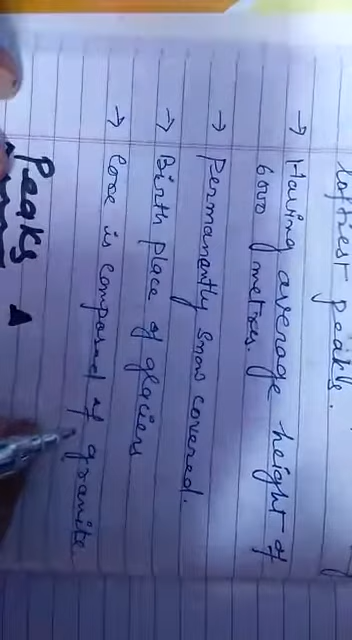 loftiest peaks.
→ Having average height of
6000 metres.
→ Permanently snow covered.
→ Birth place of glaciers
→ Core is composed of granite.
Peaks